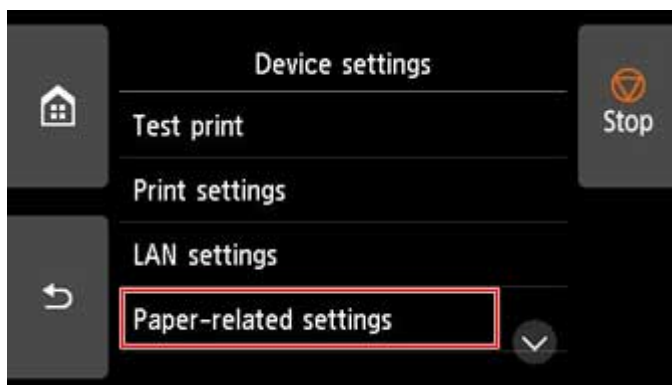 Device settings
Stop
Test print
Print settings
LAN settings
Paper-related settings